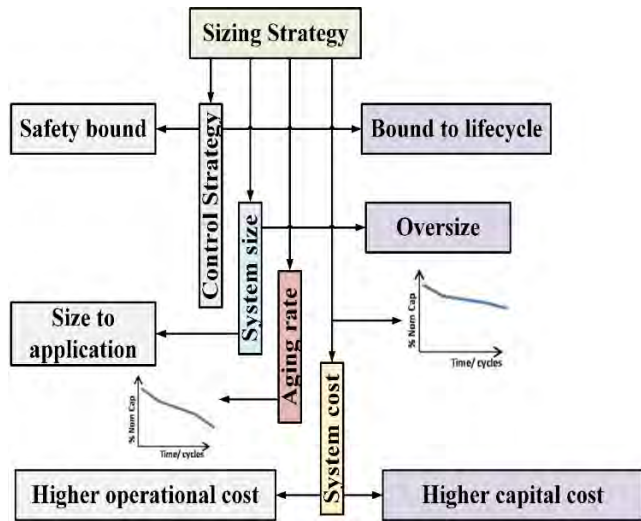 Sizing Strategy
Safety bound
Control Strategy
Bound to lifecycle
System size
Oversize
Aging rate
% Nom Cap
Time/ cycles
Size to
application
% Nom Cap
Time/ cycles
System cost
Higher operational cost
Higher capital cost